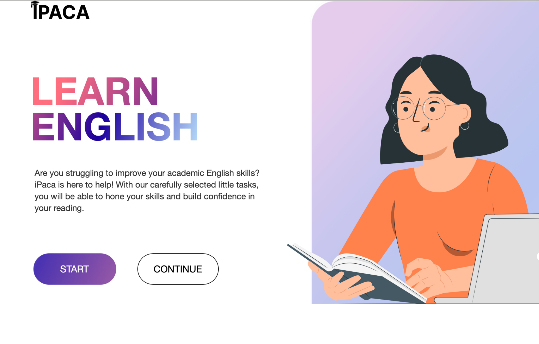 iPACA
LEARN
ENGLISH
Are you struggling to improve your academic English skills?
iPaca is here to help! With our carefully selected little tasks,
you will be able to hone your skills and build confidence in
your reading.
START
CONTINUE